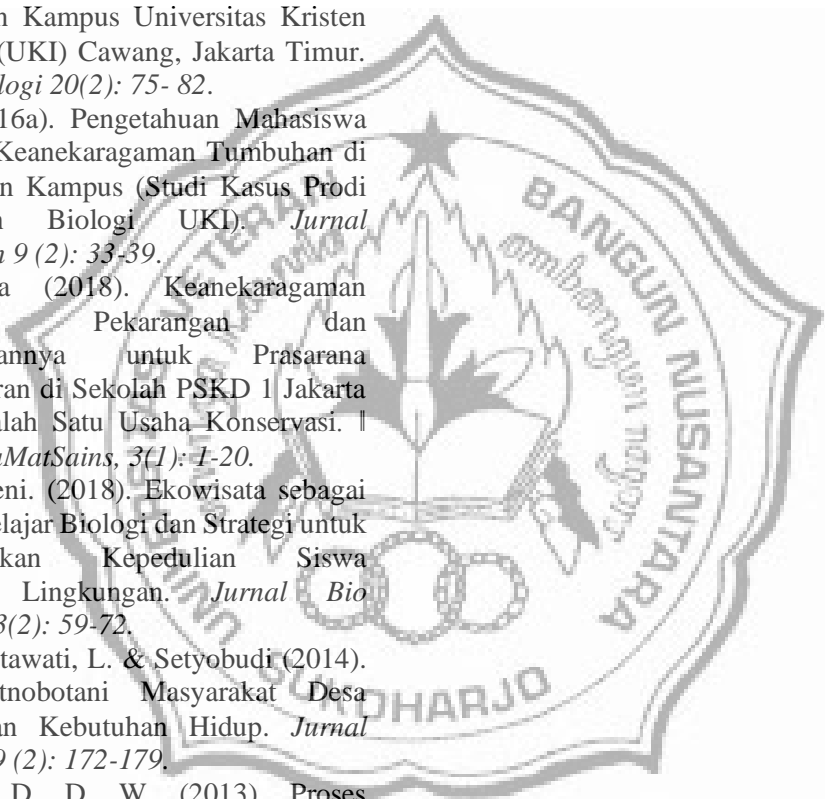 n Kampus Universitas Kristen
(UKI) Cawang, Jakarta Timur.
logi 20(2): 75- 82.
16a). Pengetahuan Mahasiswa
Keanekaragaman Tumbuhan di
n Kampus (Studi Kasus Prodi
n Biologi UKI). Jurnal
n 9 (2): 33-39.
a (2018). Keanekaragaman
Pekarangan dan
annya untuk Prasarana
ran di Sekolah PSKD 1 Jakarta
alah Satu Usaha Konservasi. ‖
aMatSains, 3(1): 1-20.
eni. (2018). Ekowisata sebagai
elajar Biologi dan Strategi untuk
kan Kepedulian Siswa
Lingkungan. Jurnal Bio
3(2): 59-72.
tawati, L. & Setyobudi (2014).
tnobotani Masyarakat Desa
an Kebutuhan Hidup. Jurnal
9 (2): 172-179.
D. D. W. (2013). Proses
UNIVERSITAS VETERAN BANGUN NUSANTARA
SUKOHARJO